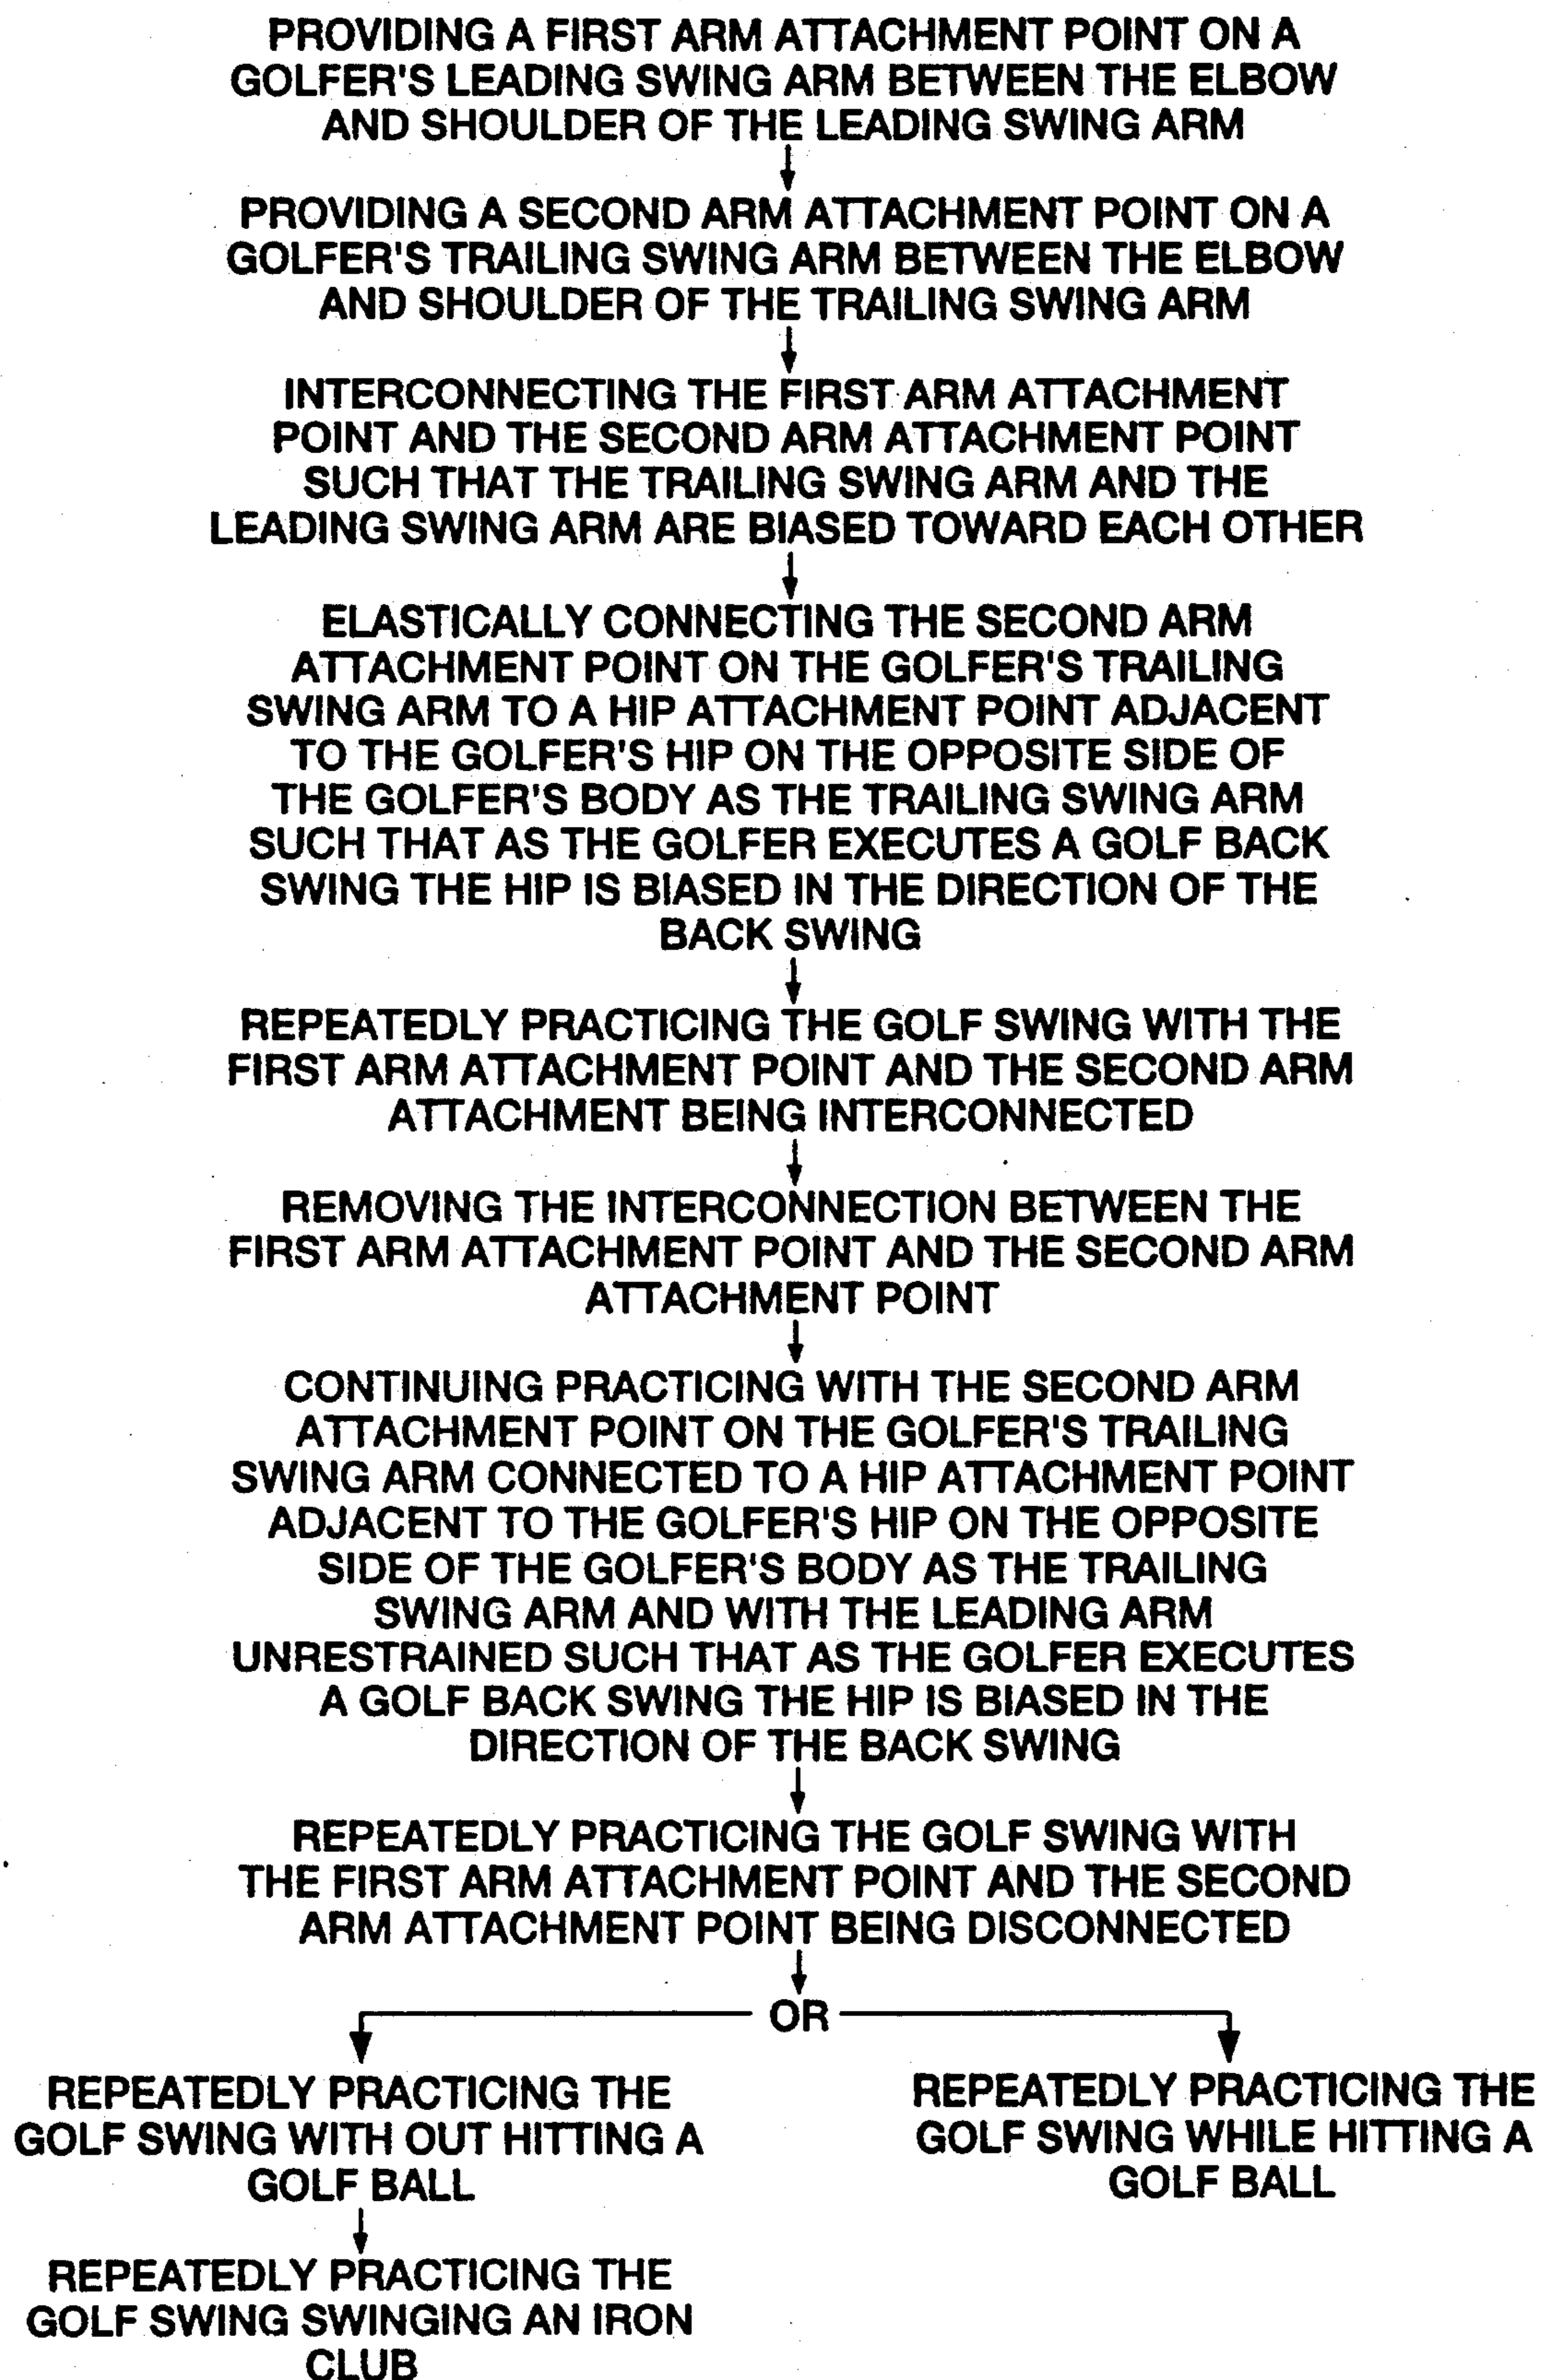 PROVIDING A FIRST ARM ATTACHMENT POINT ON A
GOLFER'S LEADING SWING ARM BETWEEN THE ELBOW
AND SHOULDER OF THE LEADING SWING ARM
PROVIDING A SECOND ARM ATTACHMENT POINT ON A
GOLFER'S TRAILING SWING ARM BETWEEN THE ELBOW
AND SHOULDER OF THE TRAILING SWING ARM
INTERCONNECTING THE FIRST ARM ATTACHMENT
POINT AND THE SECOND ARM ATTACHMENT POINT
SUCH THAT THE TRAILING SWING ARM AND THE
LEADING SWING ARM ARE BIASED TOWARD EACH OTHER
ELASTICALLY CONNECTING THE SECOND ARM
ATTACHMENT POINT ON THE GOLFER'S TRAILING
SWING ARM TO A HIP ATTACHMENT POINT ADJACENT
TO THE GOLFER'S HIP ON THE OPPOSITE SIDE OF
THE GOLFER'S BODY AS THE TRAILING SWING ARM
SUCH THAT AS THE GOLFER EXECUTES A GOLF BACK
SWING THE HIP IS BIASED IN THE DIRECTION OF THE
BACK SWING
REPEATEDLY PRACTICING THE GOLF SWING WITH THE
FIRST ARM ATTACHMENT POINT AND THE SECOND ARM
ATTACHMENT BEING INTERCONNECTED
REMOVING THE INTERCONNECTION BETWEEN THE
FIRST ARM ATTACHMENT POINT AND THE SECOND ARM
ATTACHMENT POINT
CONTINUING PRACTICING WITH THE SECOND ARM
ATTACHMENT POINT ON THE GOLFER'S TRAILING
SWING ARM CONNECTED TO A HIP ATTACHMENT POINT
ADJACENT TO THE GOLFER'S HIP ON THE OPPOSITE
SIDE OF THE GOLFER'S BODY AS THE TRAILING
SWING ARM AND WITH THE LEADING ARM
UNRESTRAINED SUCH THAT AS THE GOLFER EXECUTES
A GOLF BACK SWING THE HIP IS BIASED IN THE
DIRECTION OF THE BACK SWING
REPEATEDLY PRACTICING THE GOLF SWING WITH
THE FIRST ARM ATTACHMENT POINT AND THE SECOND
ARM ATTACHMENT POINT BEING DISCONNECTED
OR
REPEATEDLY PRACTICING THE
GOLF SWING WITH OUT HITTING A
GOLF BALL
REPEATEDLY PRACTICING THE
GOLF SWING SWINGING AN IRON
CLUB
REPEATEDLY PRACTICING THE
GOLF SWING WHILE HITTING A
GOLF BALL